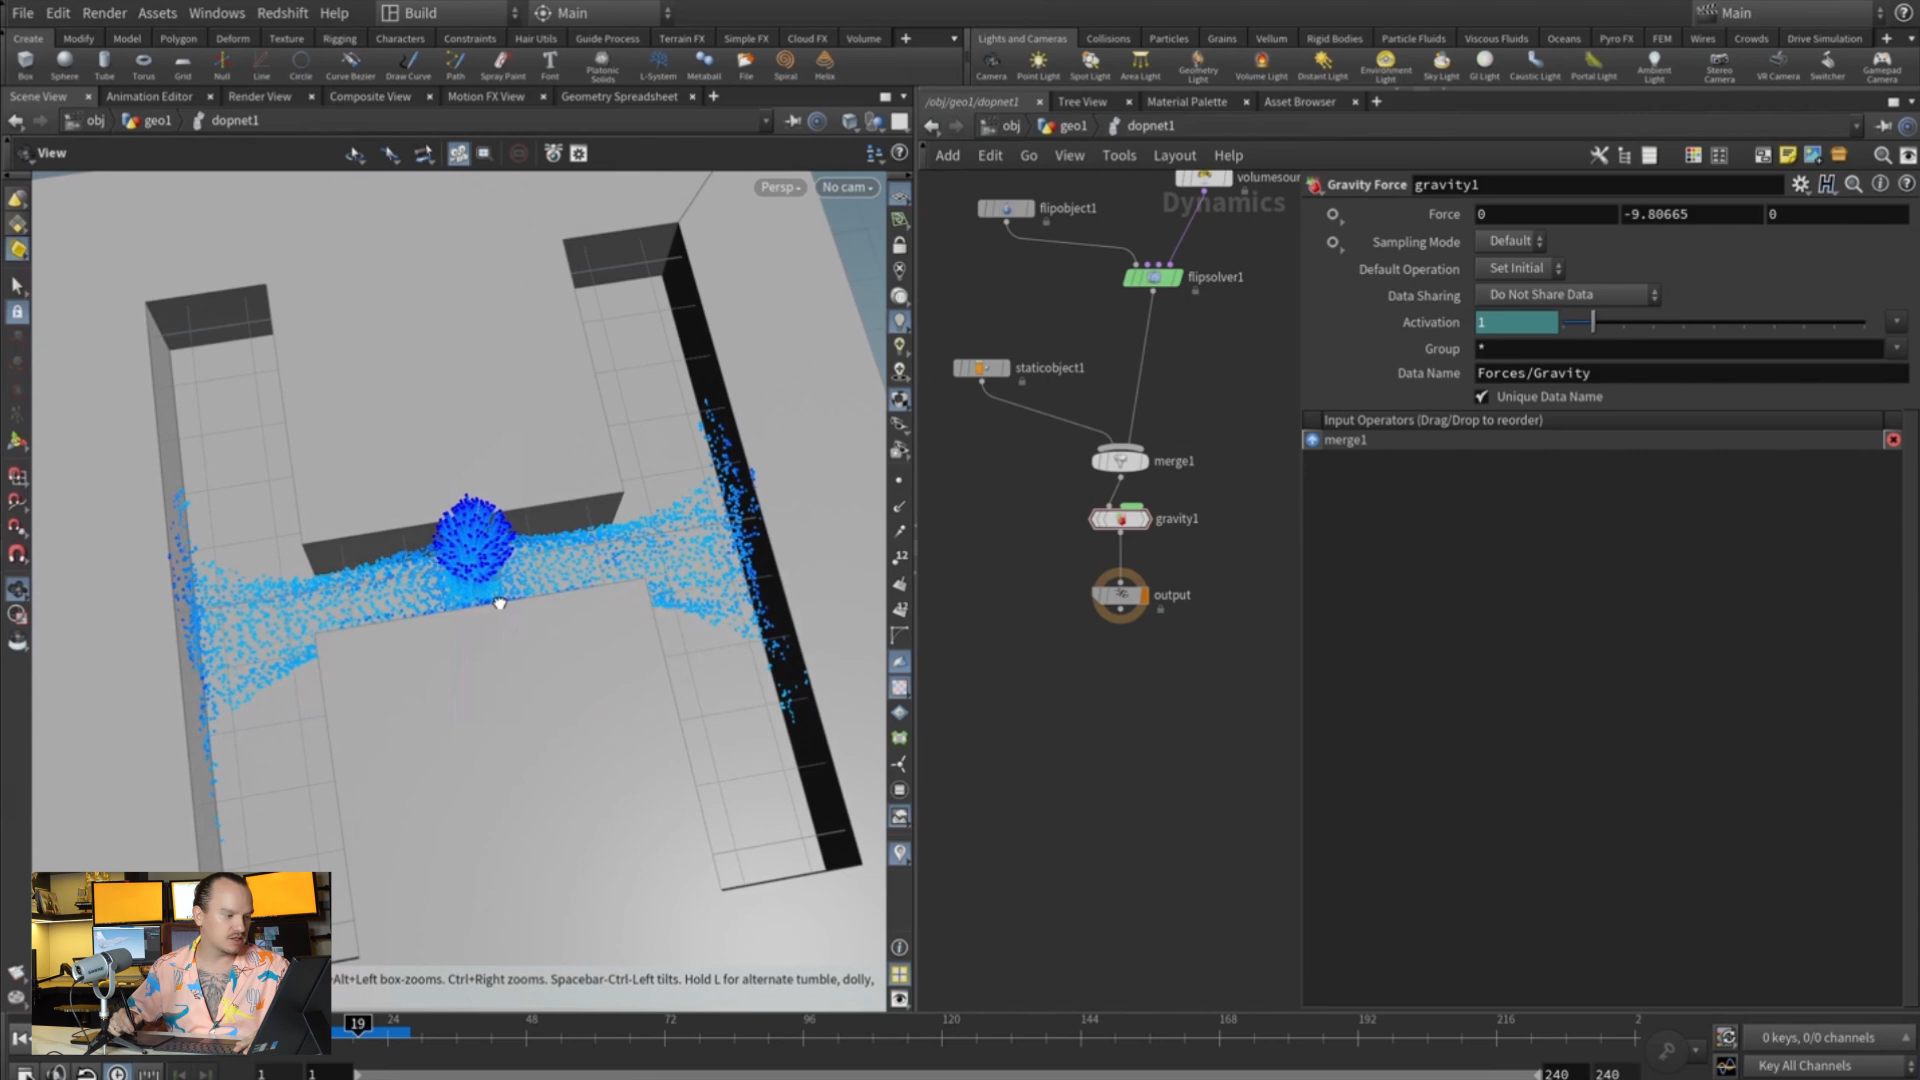 File Edit Render Assets Windows Redshift Help Build Main Main
Create Modify Model Polygon Deform Texture Rigging Characters Constraints Hair Utils Guide Process Terrain FX Simple FX Cloud FX Volume
Lights and Cameras Collisions Particles Grains Vellum Rigid Bodies Particle Fluids Viscous Fluids Oceans Pyro FX FEM Wires Crowds Drive Simulation
Box Sphere Tube Torus Grid Null Line Circle Curve Bezier Draw Curve Path Spray Paint Font Platonic Solids L-System Metaball File Spiral Helix
Camera Point Light Spot Light Area Light Geometry Light Volume Light Distant Light Environment Light Sky Light GI Light Caustic Light Portal Light Ambient Light Stereo Camera VR Camera Switcher Gamepad Camera
Scene View Animation Editor Render View Composite View Motion FX View Geometry Spreadsheet
/obj/geo1/dopnet1 Tree View Material Palette Asset Browser
obj geo1 dopnet1
obj geo1 dopnet1
View
Add Edit Go View Tools Layout Help
Persp No cam
volumesour
Dynamics
flipobject1
flipsolver1
staticobject1
merge1
gravity1
output
Gravity Force gravity1
Force 0 -9.80665 0
Sampling Mode Default
Default Operation Set Initial
Data Sharing Do Not Share Data
Activation 1
Group *
Data Name Forces/Gravity
Unique Data Name
Input Operators (Drag/Drop to reorder)
merge1
12
12
Alt+Left box-zooms. Ctrl+Right zooms. Spacebar-Ctrl-Left tilts. Hold L for alternate tumble, dolly,
19 24 48 72 96 120 144 168 192 216 2
0 keys, 0/0 channels
1 1 240 240
Key All Channels